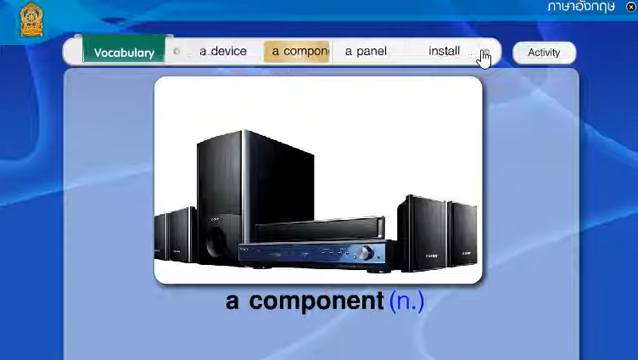 ภาษาอังกฤษ
Vocabulary a device a compon a panel install Activity
a component (n.)